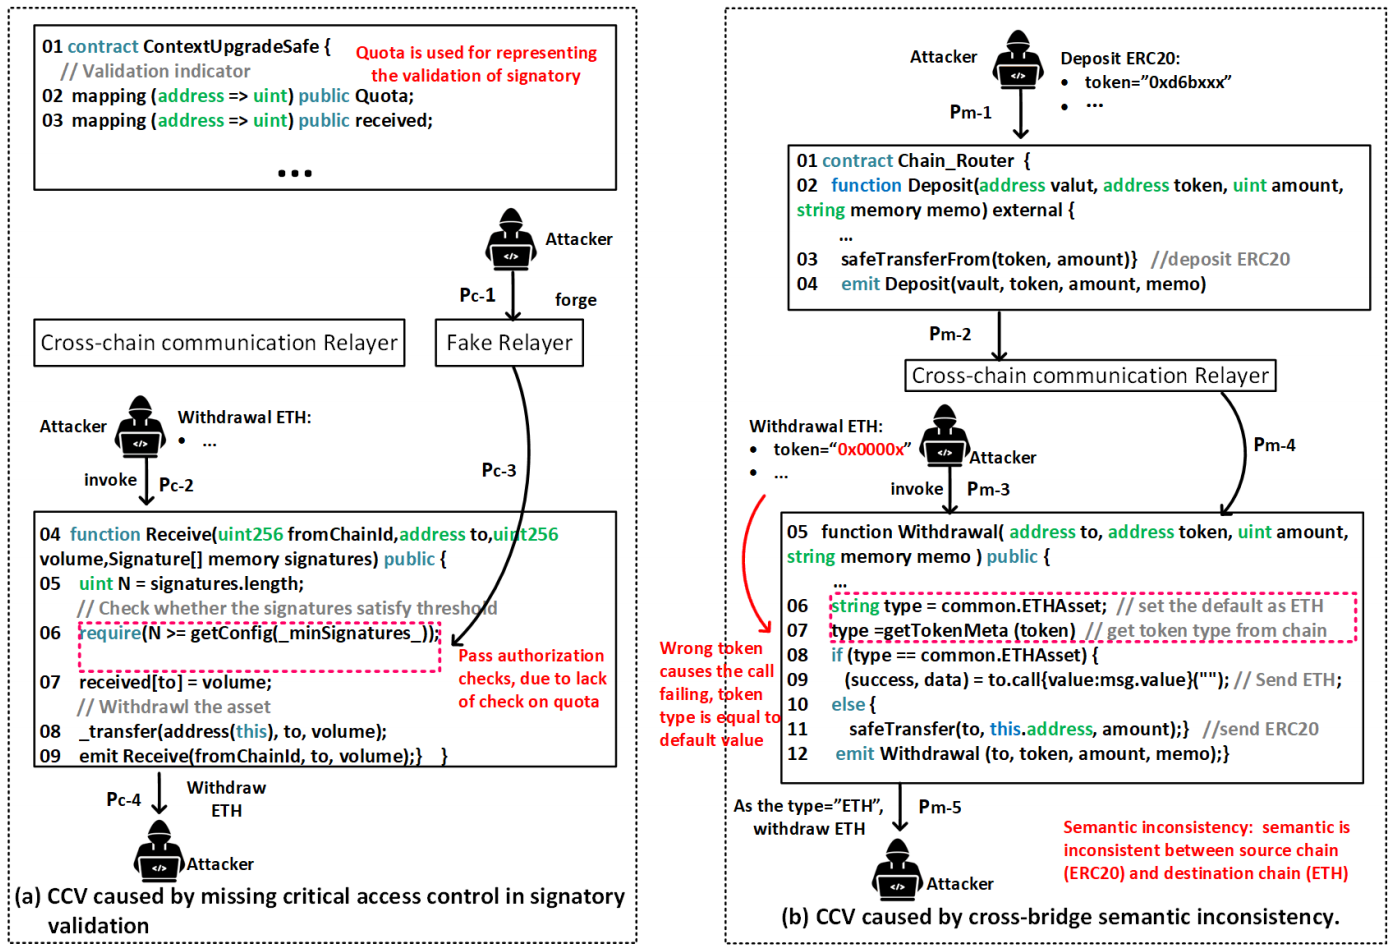 01 contract ContextUpgradeSafe {
// Validation indicator
02 mapping (address => uint) public Quota;
03 mapping (address => uint) public received;
...
Quota is used for representing
the validation of signatory
Attacker
Pc-1
forge
Cross-chain communication Relayer
Fake Relayer
Attacker
Withdrawal ETH:
• ...
invoke
Pc-2
Pc-3
04 function Receive(uint256 fromChainId,address to,uint256
volume,Signature[] memory signatures) public {
05 uint N = signatures.length;
// Check whether the signatures satisfy threshold
06 require(N >= getConfig(_minSignatures_));
07 received[to] = volume;
// Withdrawl the asset
08 _transfer(address(this), to, volume);
09 emit Receive(fromChainId, to, volume);} }
Pass authorization
checks, due to lack
of check on quota
Pc-4
Withdraw
ETH
Attacker
(a) CCV caused by missing critical access control in signatory
validation
Attacker
Deposit ERC20:
• token="0xd6bxxx"
• ...
Pm-1
01 contract Chain_Router {
02 function Deposit(address valut, address token, uint amount,
string memory memo) external {
...
03 safeTransferFrom(token, amount)} //deposit ERC20
04 emit Deposit(vault, token, amount, memo)
Pm-2
Cross-chain communication Relayer
Withdrawal ETH:
• token="0x0000x"
• ...
Attacker
invoke
Pm-3
Pm-4
05 function Withdrawal( address to, address token, uint amount,
string memory memo ) public {
...
06 string type = common.ETHAsset; // set the default as ETH
07 type =getTokenMeta (token) // get token type from chain
08 if (type == common.ETHAsset) {
09 (success, data) = to.call{value:msg.value}(""); // Send ETH;
10 else {
11 safeTransfer(to, this.address, amount);} //send ERC20
12 emit Withdrawal (to, token, amount, memo);}
Wrong token
causes the call
failing, token
type is equal to
default value
As the type="ETH",
withdraw ETH
Pm-5
Attacker
Semantic inconsistency: semantic is
inconsistent between source chain
(ERC20) and destination chain (ETH)
(b) CCV caused by cross-bridge semantic inconsistency.